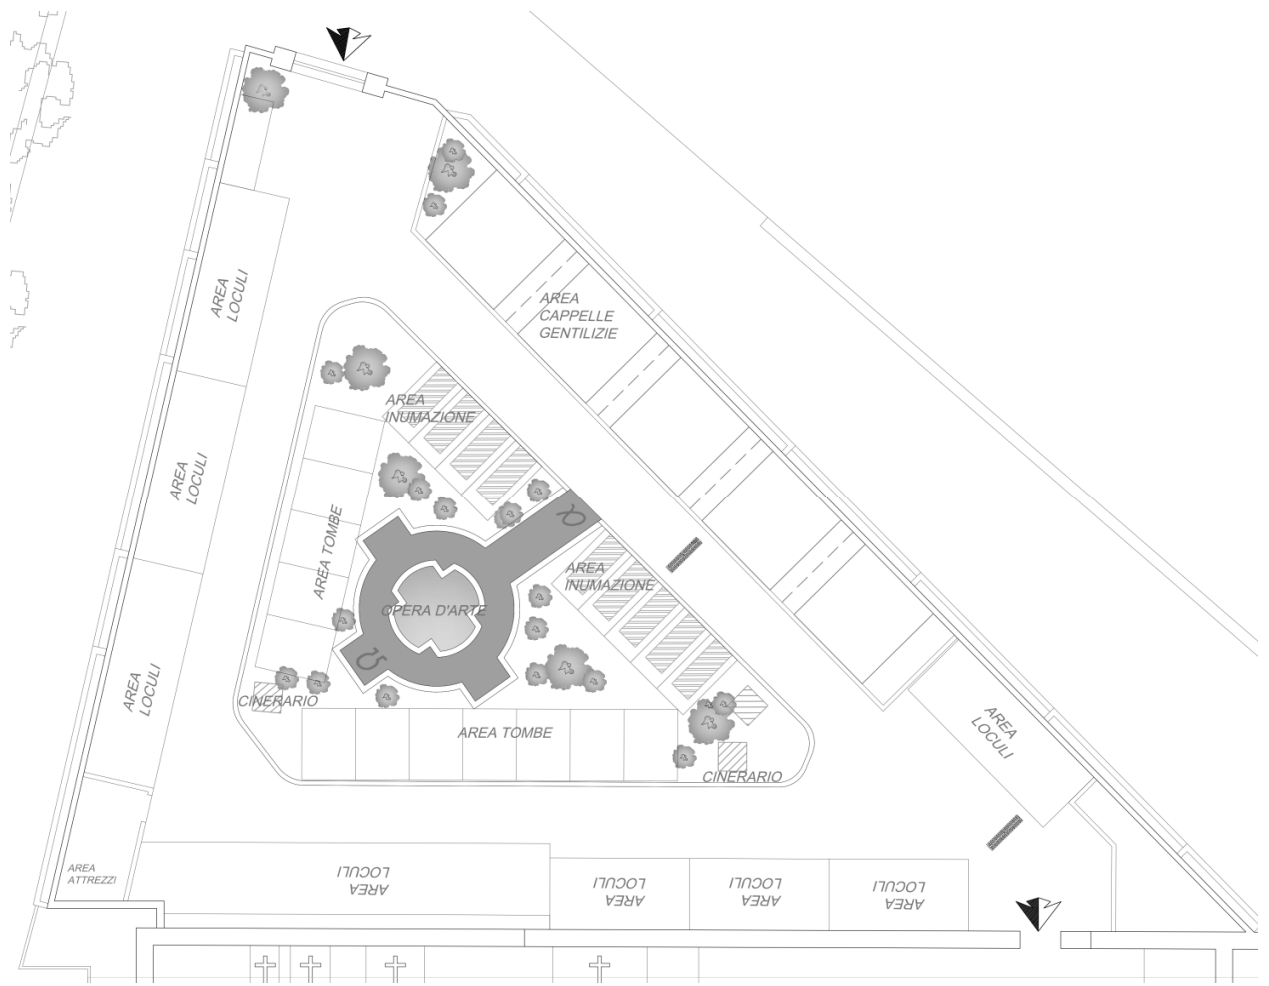 AREA
LOCULI
AREA
CAPPELLE
GENTILIZIE
AREA
INUMAZIONE
AREA
LOCULI
AREA TOMBE
α
AREA
INUMAZIONE
OPERA D'ARTE
Ω
AREA
LOCULI
CINERARIO
AREA TOMBE
AREA
LOCULI
CINERARIO
AREA
ATTREZZI
AREA
LOCULI
AREA
LOCULI
AREA
LOCULI
AREA
LOCULI